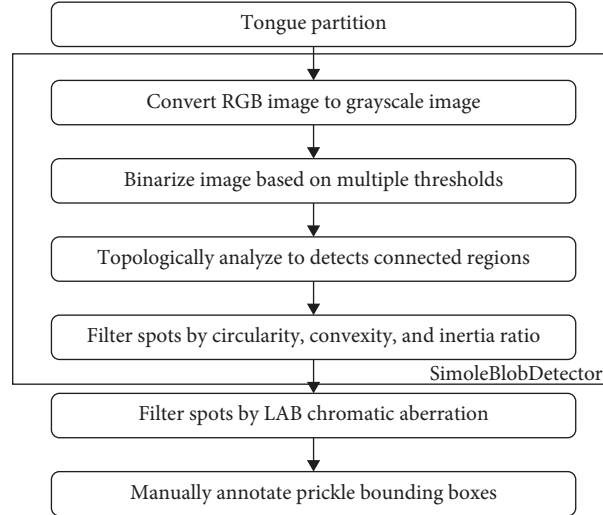 Tongue partition
Convert RGB image to grayscale image
Binarize image based on multiple thresholds
Topologically analyze to detects connected regions
Filter spots by circularity, convexity, and inertia ratio
SimoleBlobDetector
Filter spots by LAB chromatic aberration
Manually annotate prickle bounding boxes